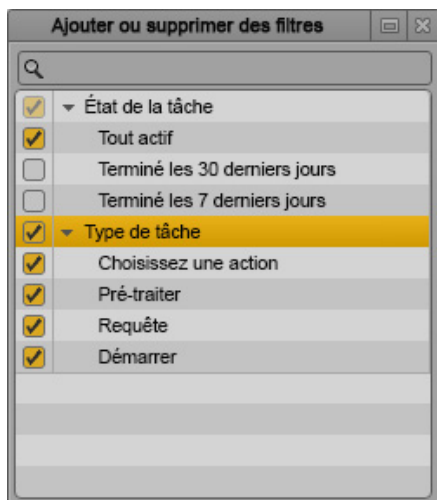 Ajouter ou supprimer des filtres
État de la tâche
Tout actif
Terminé les 30 derniers jours
Terminé les 7 derniers jours
Type de tâche
Choisissez une action
Pré-traiter
Requête
Démarrer